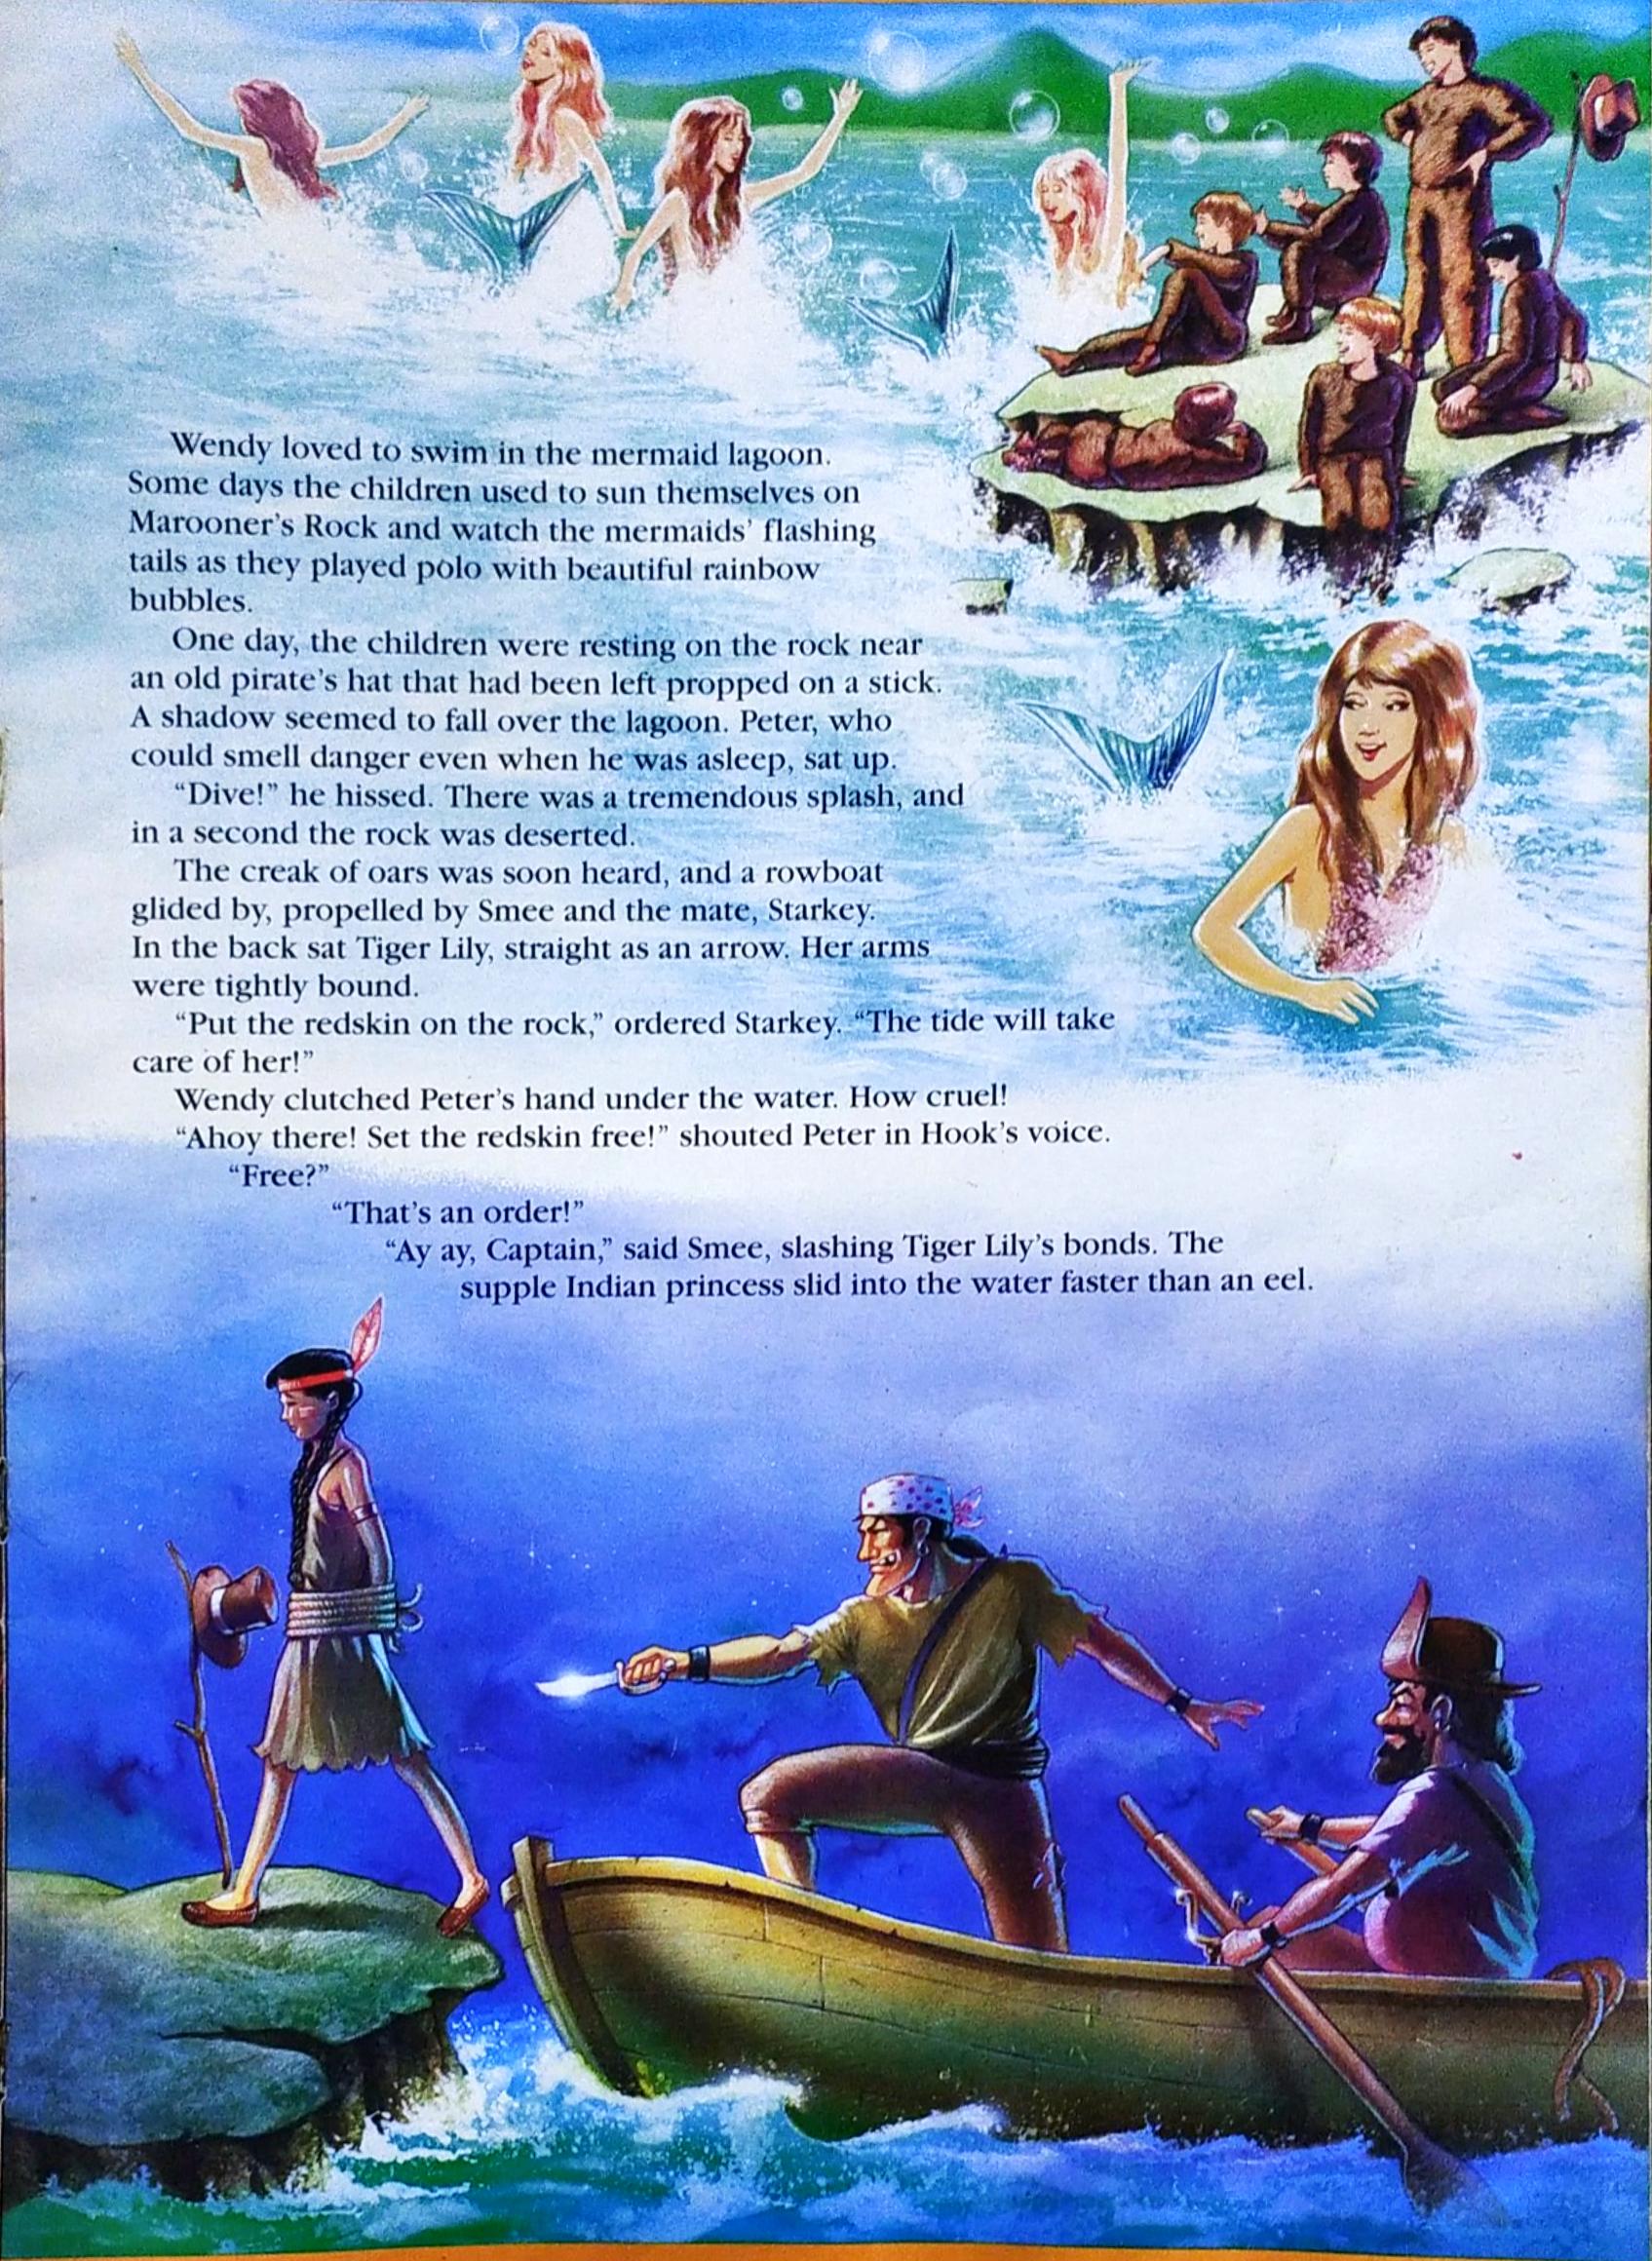 Wendy loved to swim in the mermaid lagoon.
Some days the children used to sun themselves on
Marooner's Rock and watch the mermaids' flashing
tails as they played polo with beautiful rainbow
bubbles.
One day, the children were resting on the rock near
an old pirate's hat that had been left propped on a stick.
A shadow seemed to fall over the lagoon. Peter, who
could smell danger even when he was asleep, sat up.
“Dive!” he hissed. There was a tremendous splash, and
in a second the rock was deserted.
The creak of oars was soon heard, and a rowboat
glided by, propelled by Smee and the mate, Starkey.
In the back sat Tiger Lily, straight as an arrow. Her arms
were tightly bound.
“Put the redskin on the rock,” ordered Starkey. “The tide will take
care of her!”
Wendy clutched Peter's hand under the water. How cruel!
“Ahoy there! Set the redskin free!” shouted Peter in Hook's voice.
“Free?”
“That's an order!”
“Ay ay, Captain,” said Smee, slashing Tiger Lily's bonds. The
supple Indian princess slid into the water faster than an eel.